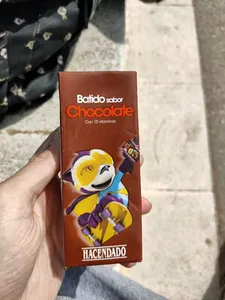 Batido sabor
Chocolate
Con 10 vitaminas
HACENDADO